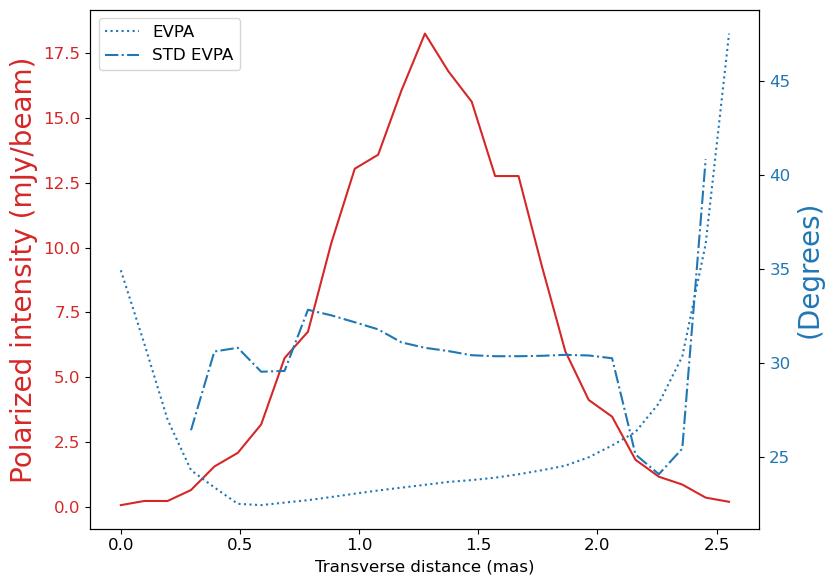 EVPA
STD EVPA
Polarized intensity (mJy/beam)
17.5
15.0
12.5
10.0
7.5
5.0
2.5
0.0
45
40
35
30
25
(Degrees)
0.0 0.5 1.0 1.5 2.0 2.5
Transverse distance (mas)